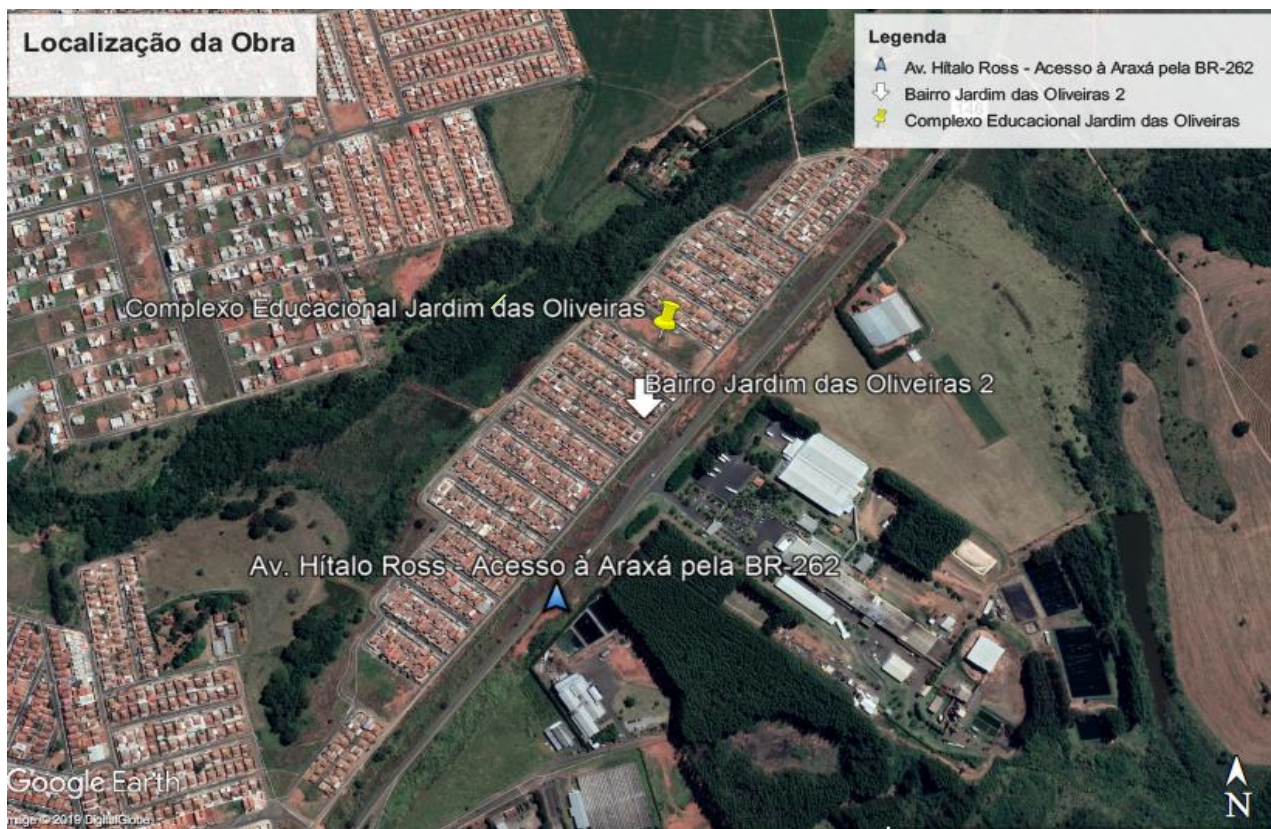 Localização da Obra
Legenda
Av. Hítalo Ross - Acesso à Araxá pela BR-262
Bairro Jardim das Oliveiras 2
Complexo Educacional Jardim das Oliveiras
Complexo Educacional Jardim das Oliveiras
Bairro Jardim das Oliveiras 2
Av. Hítalo Ross - Acesso à Araxá pela BR-262
Google Earth
© 2019 DigitalGlobe
N